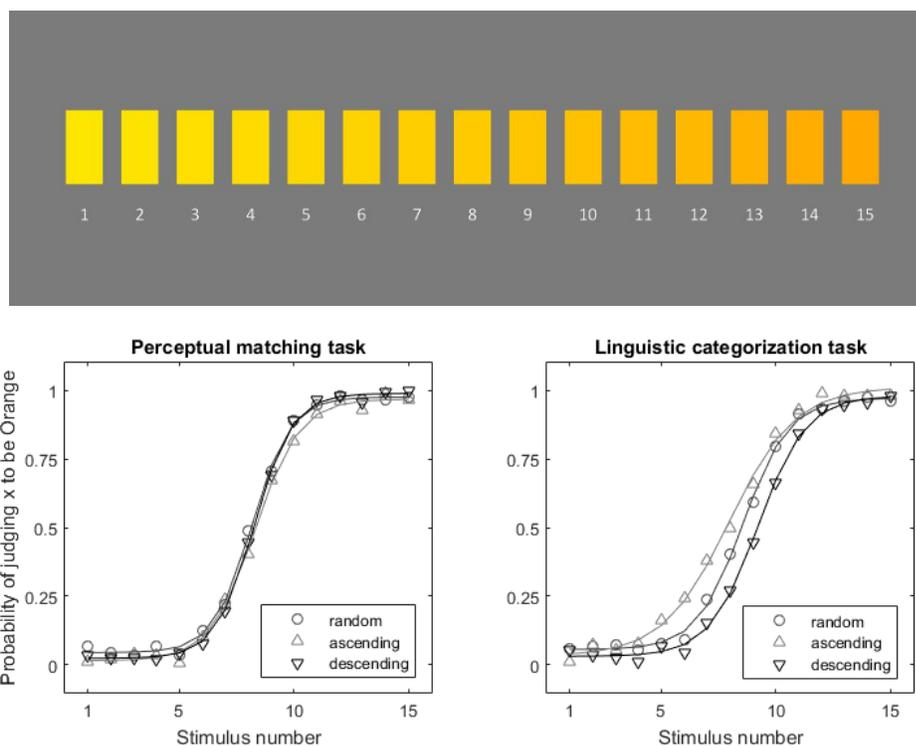 1 2 3 4 5 6 7 8 9 10 11 12 13 14 15
Perceptual matching task
Probability of judging x to be Orange
1
0.75
0.5
0.25
0
random
ascending
descending
1 5 10 15
Stimulus number
Linguistic categorization task
1
0.75
0.5
0.25
0
random
ascending
descending
1 5 10 15
Stimulus number